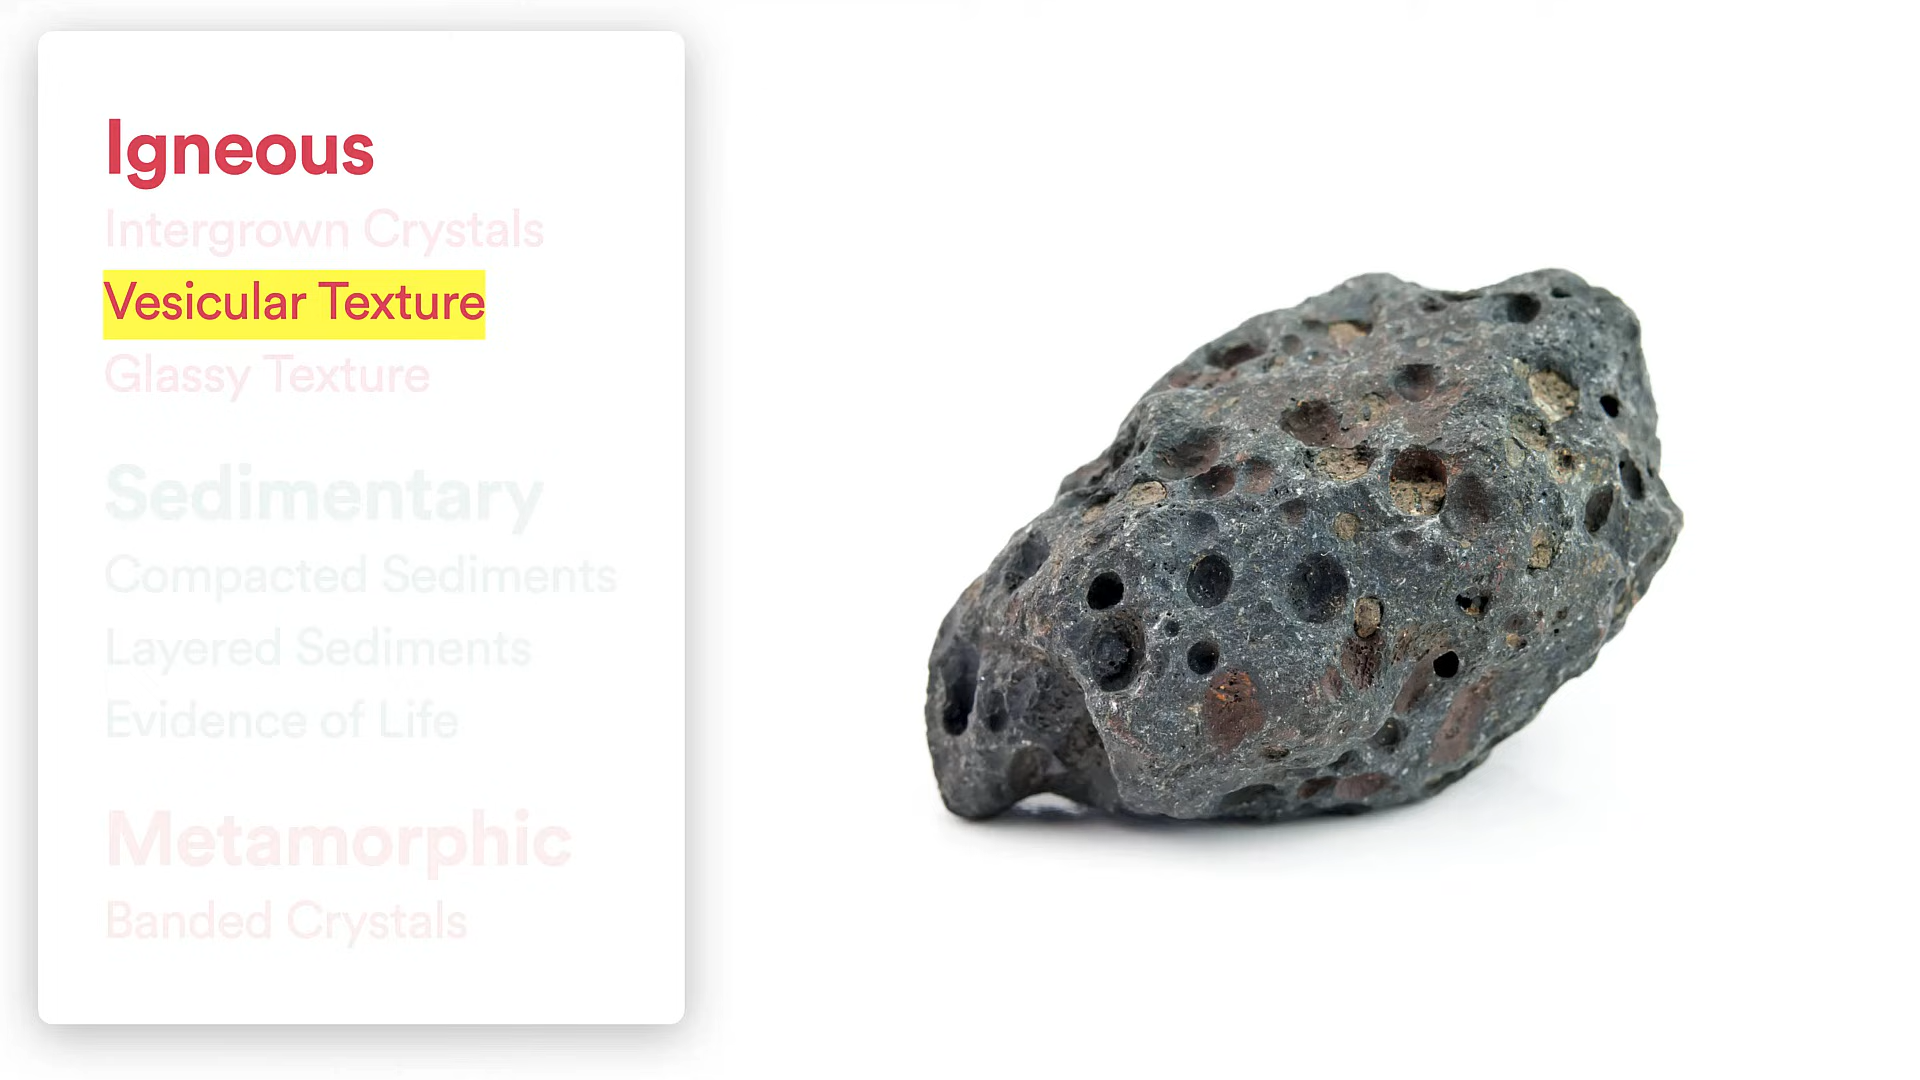 Igneous
Intergrown Crystals
Vesicular Texture
Glassy Texture
Sedimentary
Compacted Sediments
Layered Sediments
Evidence of Life
Metamorphic
Banded Crystals